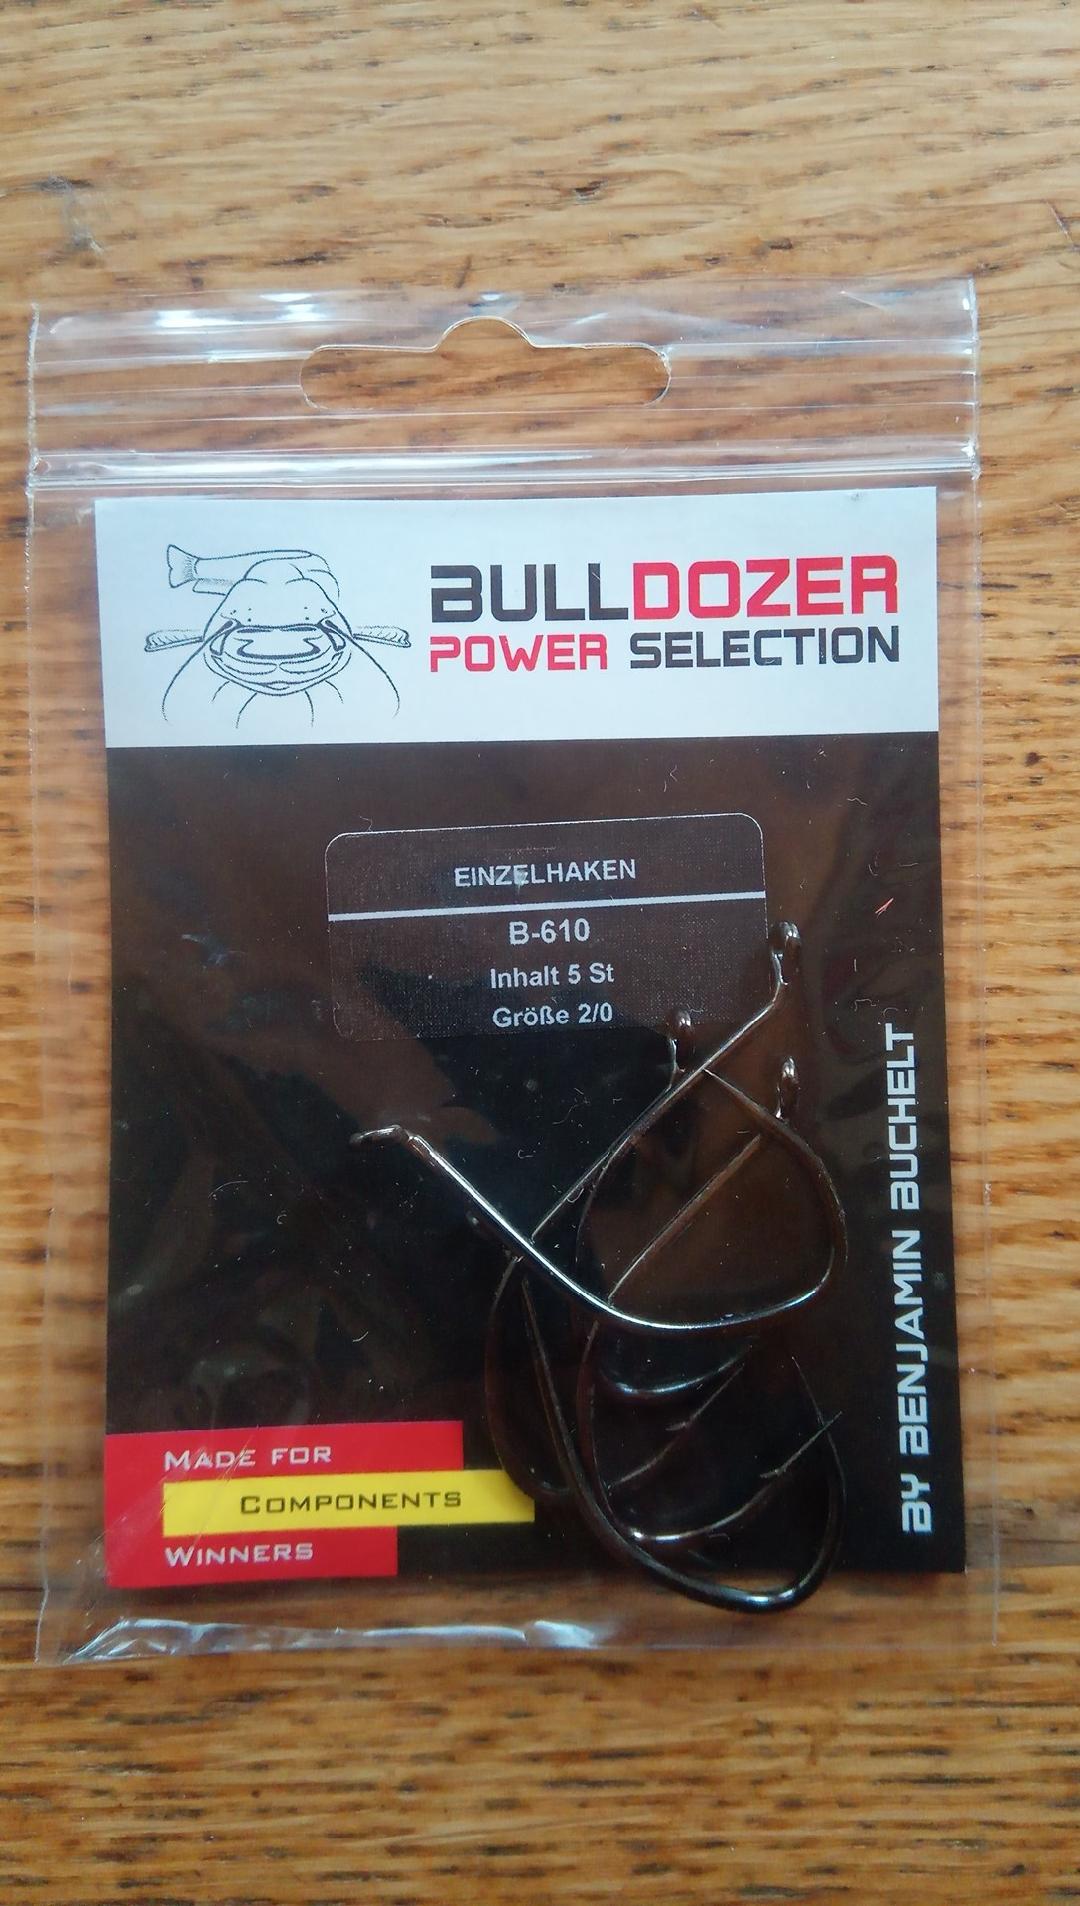 BULLDOZER
POWER SELECTION
EINZELHAKEN
B-610
Inhalt 5 St
Größe 2/0
BY BENJAMIN BUCHELT
MADE FOR
COMPONENTS
WINNERS